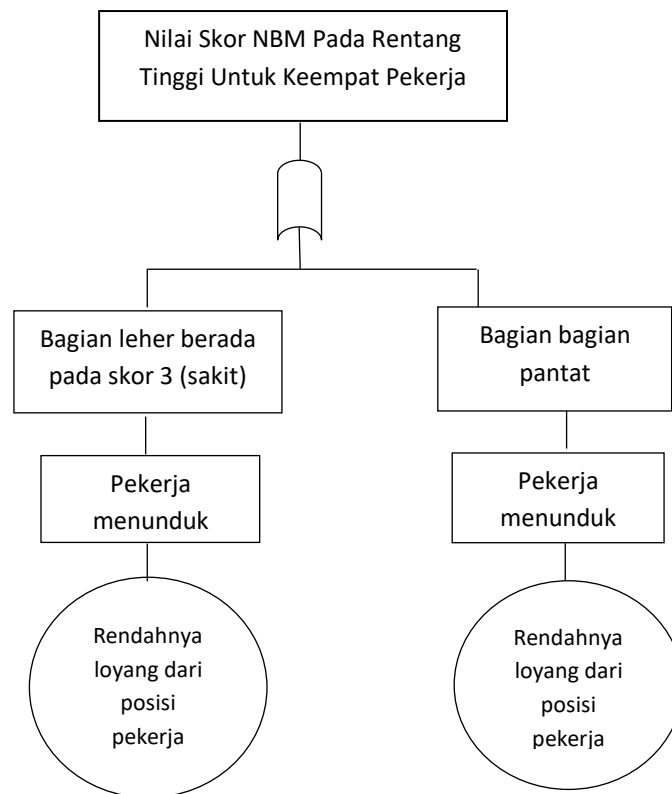 Nilai Skor NBM Pada Rentang
Tinggi Untuk Keempat Pekerja
Bagian leher berada
pada skor 3 (sakit)
Bagian bagian
pantat
Pekerja
menunduk
Pekerja
menunduk
Rendahnya
loyang dari
posisi
pekerja
Rendahnya
loyang dari
posisi
pekerja